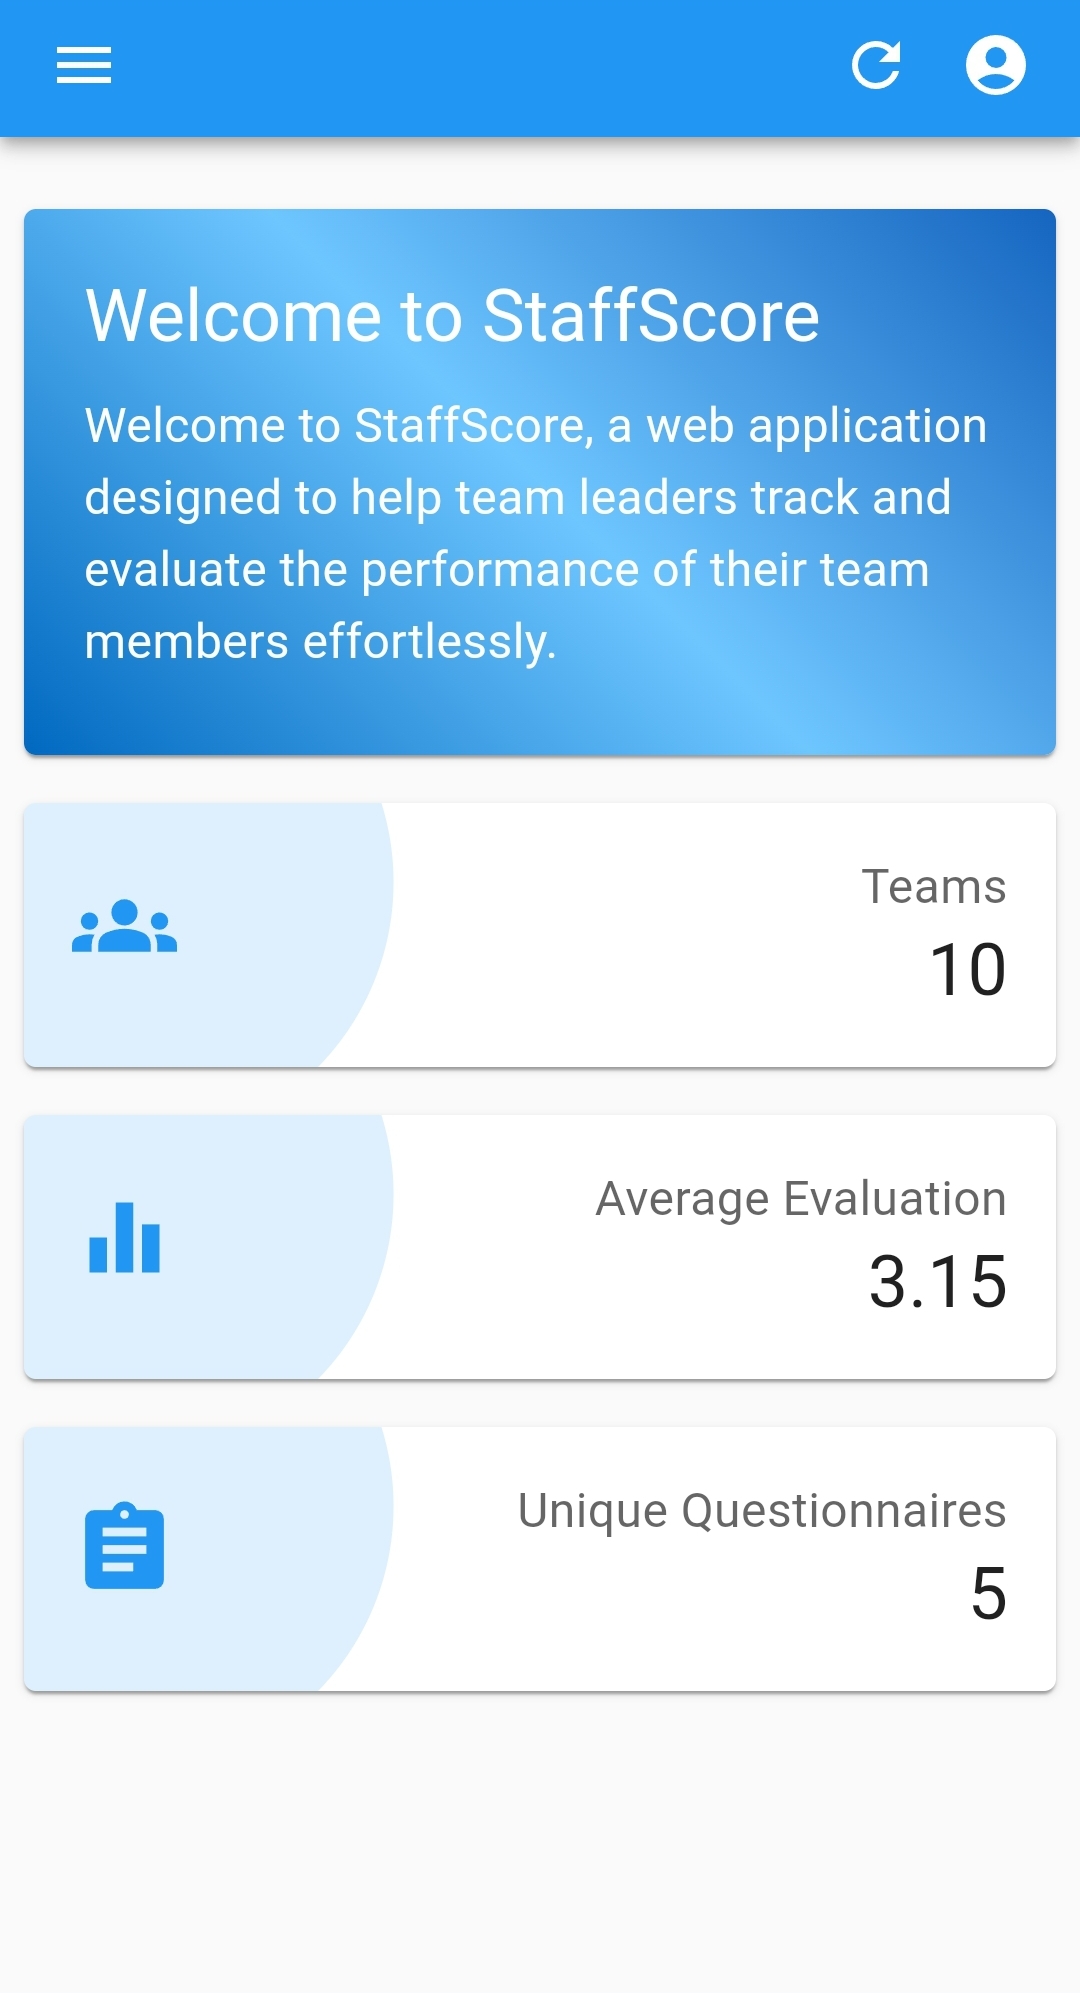 Welcome to StaffScore
Welcome to StaffScore, a web application
designed to help team leaders track and
evaluate the performance of their team
members effortlessly.
Teams
10
Average Evaluation
3.15
Unique Questionnaires
5